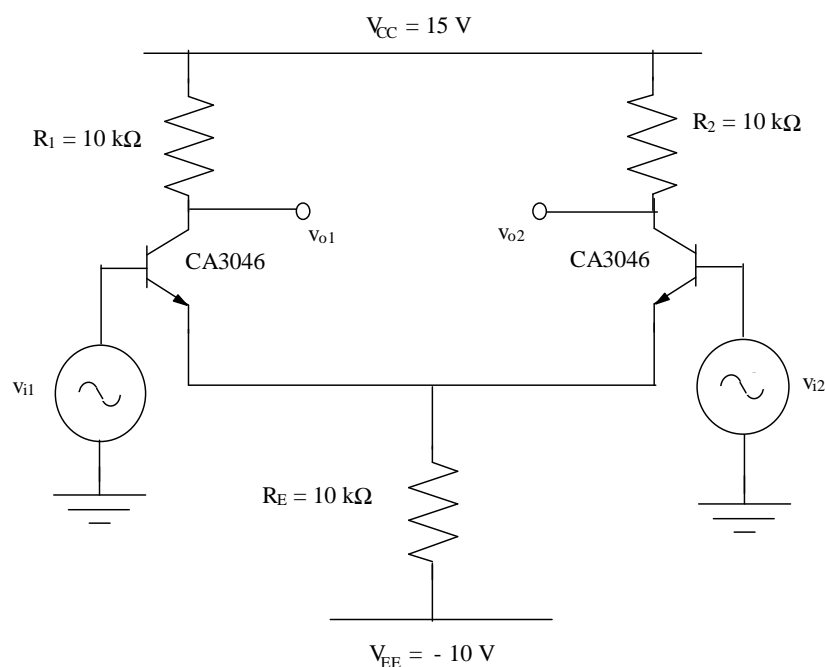 V_CC = 15 V
R_1 = 10 kΩ
R_2 = 10 kΩ
v_o1
v_o2
CA3046
CA3046
v_i1
v_i2
R_E = 10 kΩ
V_EE = - 10 V